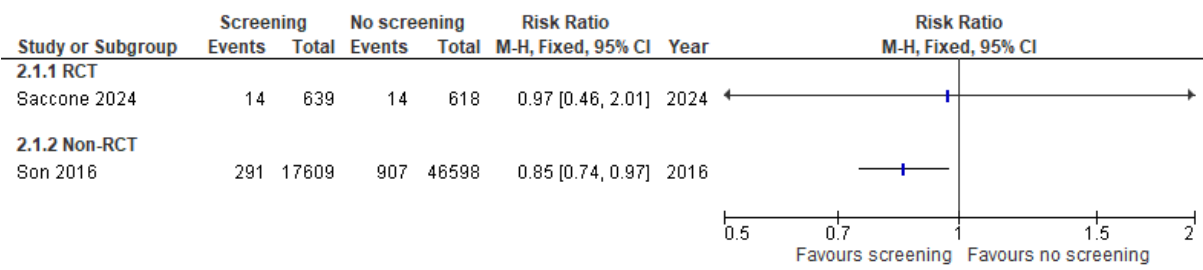 Screening No screening Risk Ratio Risk Ratio
Study or Subgroup Events Total Events Total M-H, Fixed, 95% CI Year M-H, Fixed, 95% CI
2.1.1 RCT
Saccone 2024 14 639 14 618 0.97 [0.46, 2.01] 2024
2.1.2 Non-RCT
Son 2016 291 17609 907 46598 0.85 [0.74, 0.97] 2016
0.5 0.7 1 1.5 2
Favours screening Favours no screening